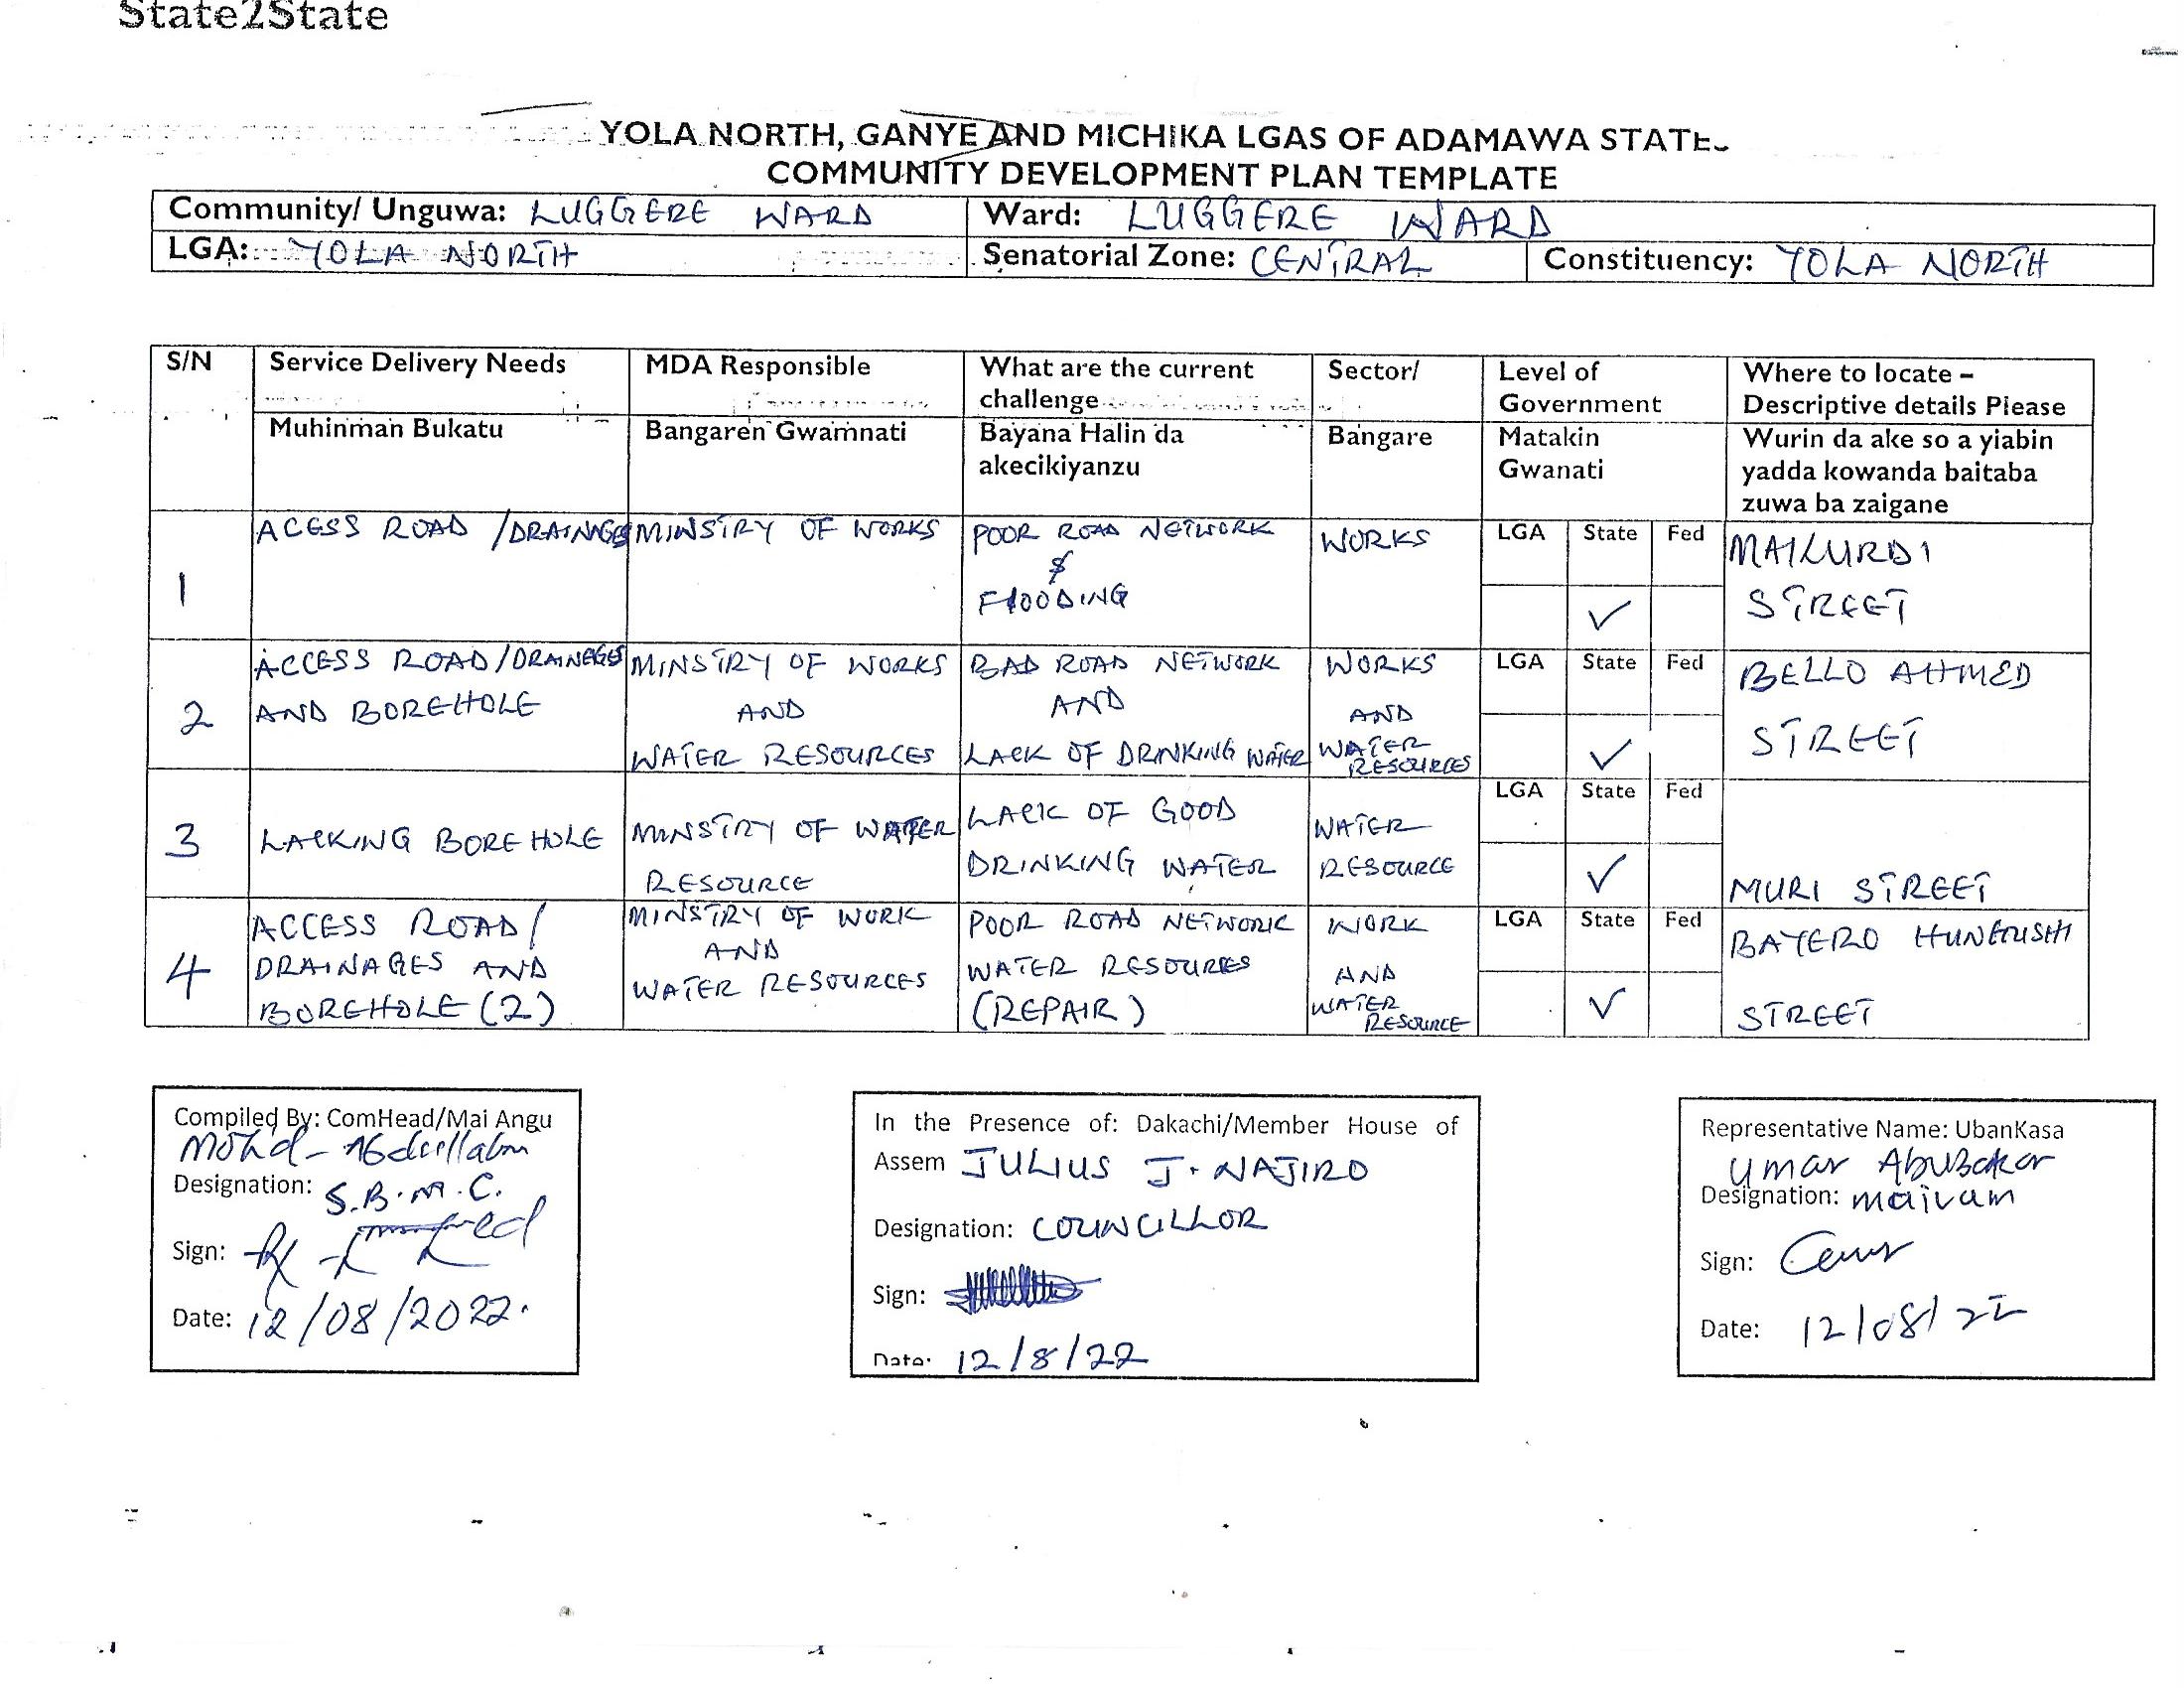 State2State
YOLA NORTH, GANYE AND MICHIKA LGAS OF ADAMAWA STATE
COMMUNITY DEVELOPMENT PLAN TEMPLATE
Community/ Unguwa: LUGGERE WARD Ward: LUGGERE WARD
LGA: YOLA NORTH Senatorial Zone: CENTRAL Constituency: YOLA NORTH
S/N Service Delivery Needs MDA Responsible What are the current challenge Sector/ Level of Government Where to locate – Descriptive details Please
Muhinman Bukatu Bangaren Gwamnati Bayana Halin da akecikiyanzu Bangare Matakin Gwanati Wurin da ake so a yiabin yadda kowanda baitaba zuwa ba zaigane
1 ACESS ROAD /DRAINAGES MINSTRY OF WORKS POOR ROAD NETWORK & FLOODING WORKS LGA State Fed ✓ MAIKURDI STREET
2 ACCESS ROAD/DRAINEGES AND BOREHOLE MINSTRY OF WORKS AND WATER RESOURCES BAD ROAD NETWORK AND LACK OF DRINKING WATER WORKS AND WATER RESOURCES LGA State Fed ✓ BELLO AHMED STREET
3 LACKING BOREHOLE MINSTRY OF WATER RESOURCE LACK OF GOOD DRINKING WATER WATER RESOURCE LGA State Fed ✓ MURI STREET
4 ACCESS ROAD/ DRAINAGES AND BOREHOLE (2) MINSTRY OF WORK AND WATER RESOURCES POOR ROAD NETWORK WATER RESOURES (REPAIR) WORK AND WATER RESOURCE LGA State Fed ✓ BAYERO STREET
Compiled By: ComHead/Mai Angu
Mohd - Abdullahi
Designation: S.B.M.C.
Sign:
Date: 12/08/2022.
In the Presence of: Dakachi/Member House of
Assem JULIUS J. NAJIRO
Designation: COUNCILLOR
Sign:
Date: 12/8/22
Representative Name: UbanKasa
Umar Abubakar
Designation: maivam
Sign:
Date: 12/08/22